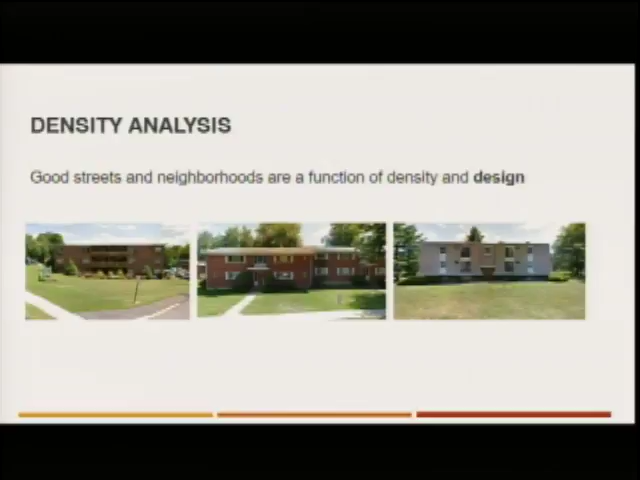 DENSITY ANALYSIS
Good streets and neighborhoods are a function of density and design